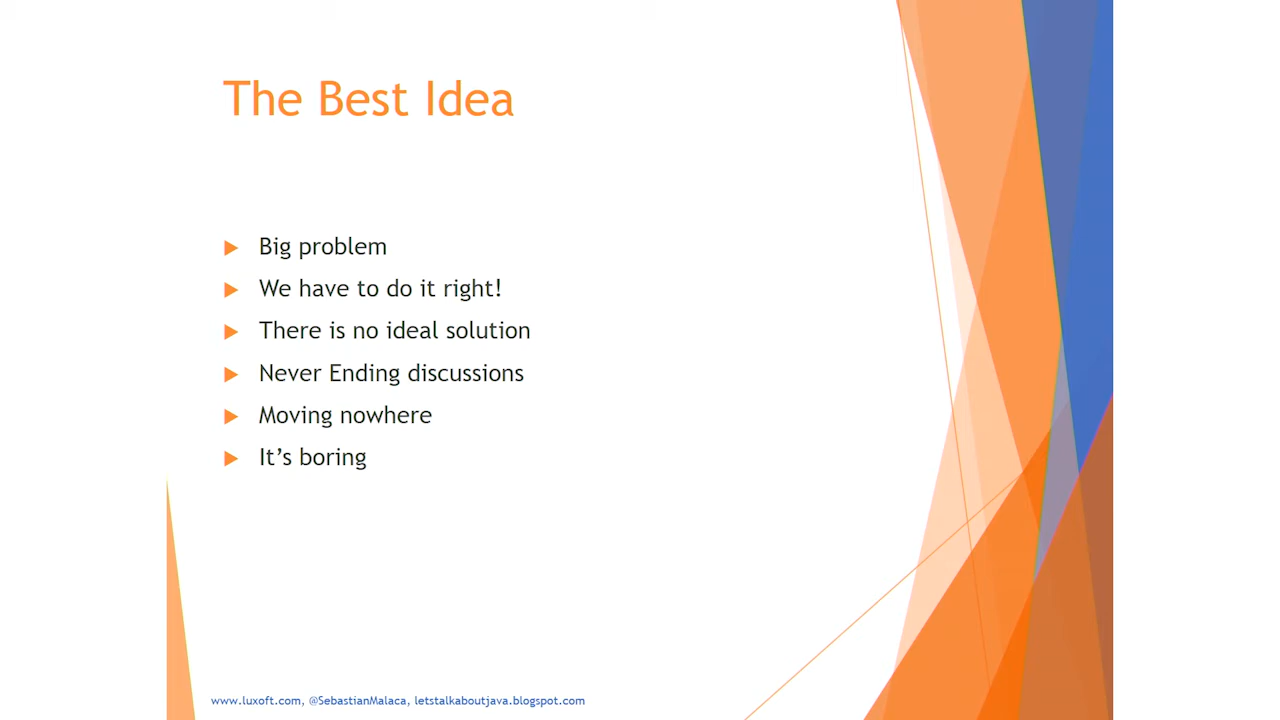 The Best Idea
Big problem
We have to do it right!
There is no ideal solution
Never Ending discussions
Moving nowhere
It’s boring
www.luxoft.com, @SebastianMalaca, letstalkaboutjava.blogspot.com